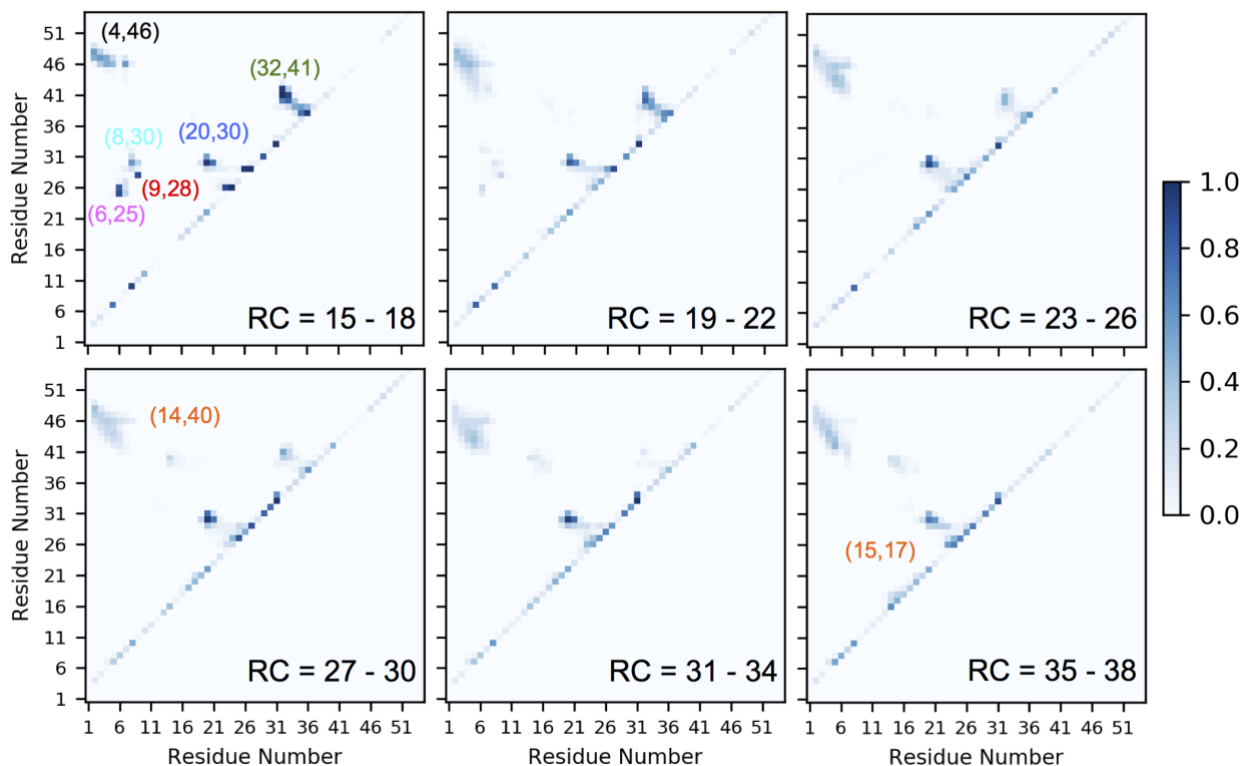 51
46
41
36
31
26
21
16
11
6
1
Residue Number
(4,46)
(32,41)
(8,30)
(20,30)
(9,28)
(6,25)
RC = 15 - 18
RC = 19 - 22
RC = 23 - 26
1.0
0.8
0.6
0.4
0.2
0.0
51
46
41
36
31
26
21
16
11
6
1
Residue Number
(14,40)
(15,17)
RC = 27 - 30
RC = 31 - 34
RC = 35 - 38
1 6 11 16 21 26 31 36 41 46 51
1 6 11 16 21 26 31 36 41 46 51
1 6 11 16 21 26 31 36 41 46 51
Residue Number
Residue Number
Residue Number